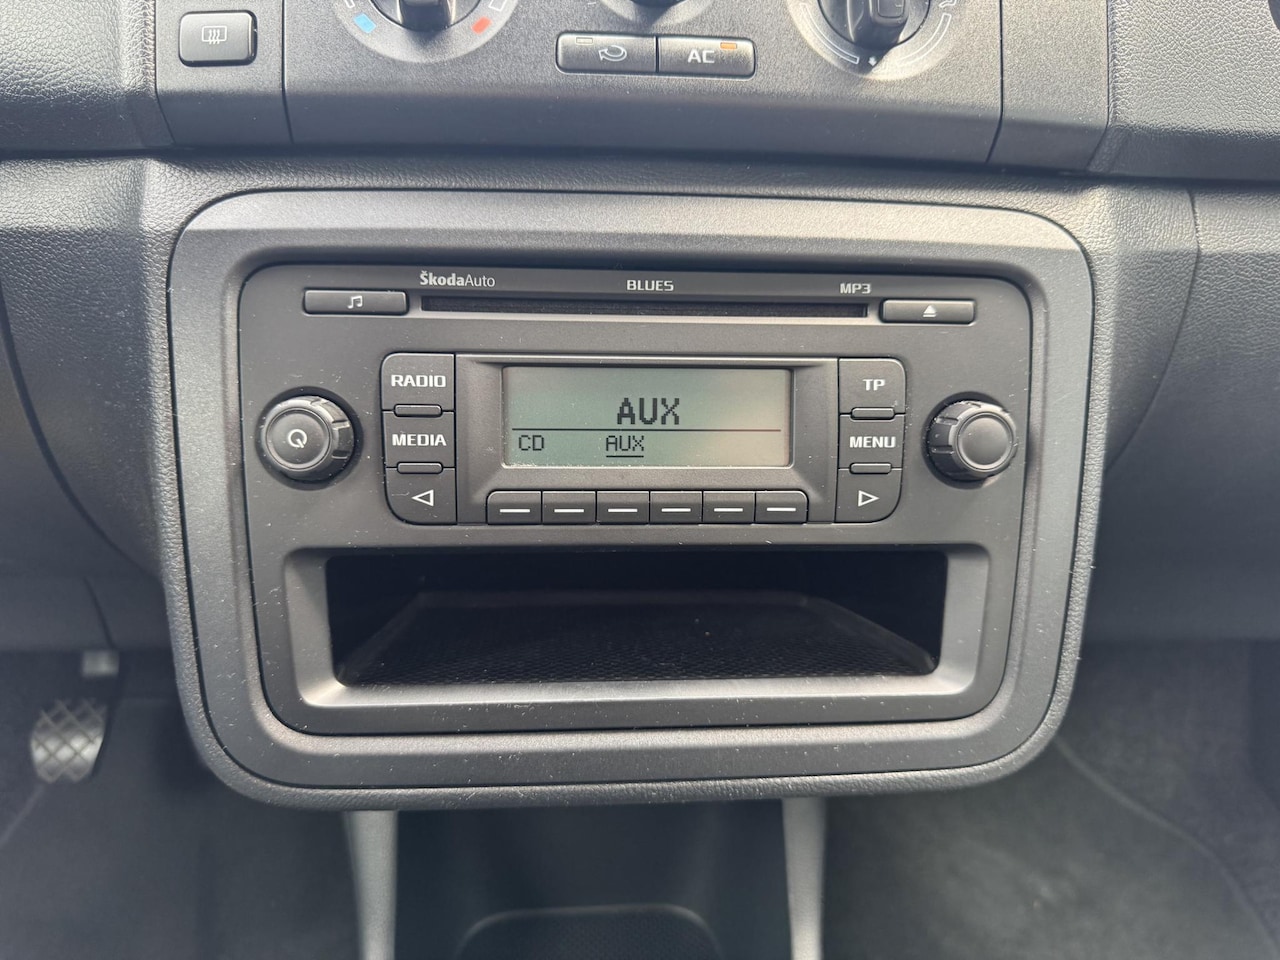 AC
ŠkodaAuto BLUES MP3
RADIO
AUX
TP
MEDIA
CD AUX
MENU